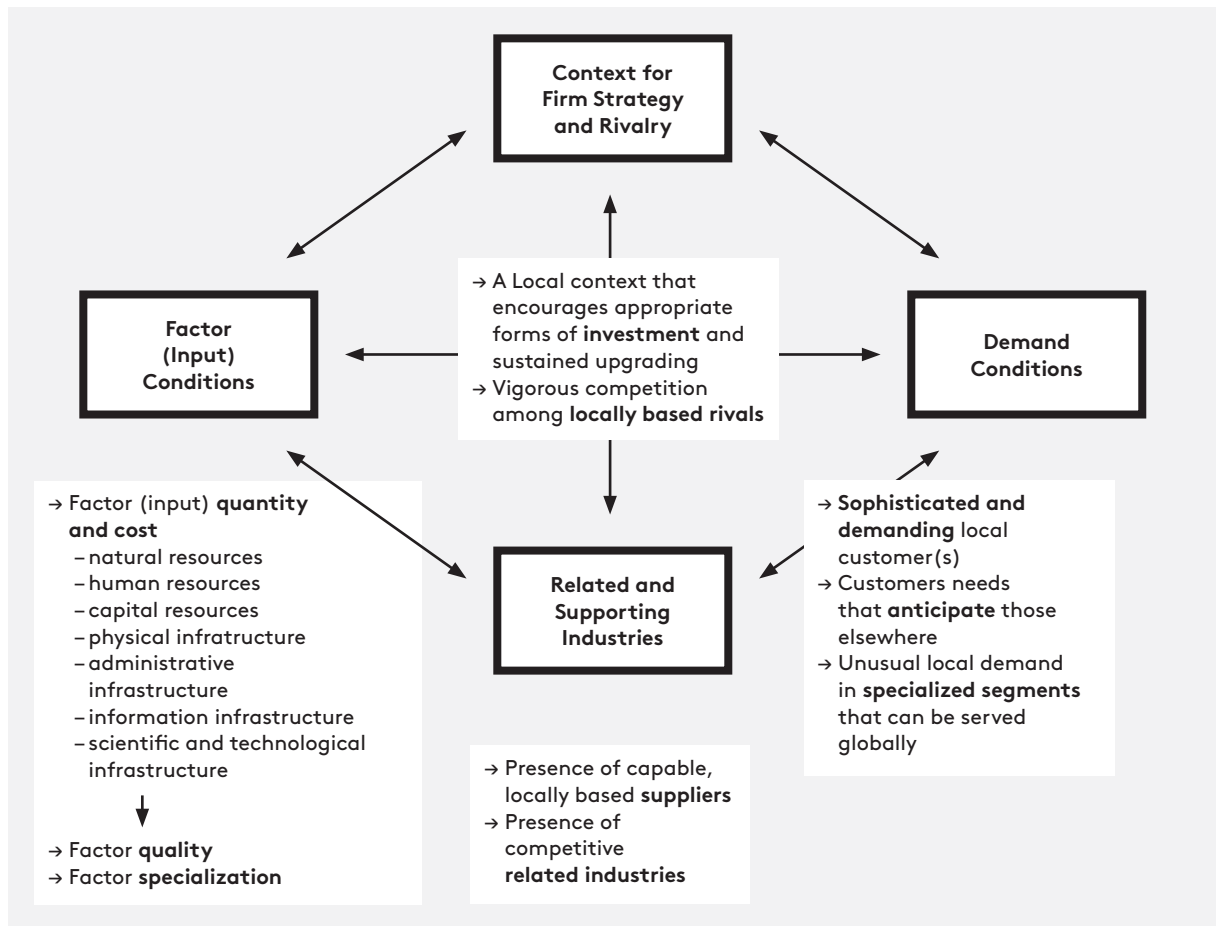 Context for
Firm Strategy
and Rivalry
→ A Local context that
encourages appropriate
forms of investment and
sustained upgrading
→ Vigorous competition
among locally based rivals
Factor
(Input)
Conditions
Demand
Conditions
→ Factor (input) quantity
and cost
– natural resources
– human resources
– capital resources
– physical infratructure
– administrative
infrastructure
– information infrastructure
– scientific and technological
infrastructure
→ Factor quality
→ Factor specialization
Related and
Supporting
Industries
→ Presence of capable,
locally based suppliers
→ Presence of
competitive
related industries
→ Sophisticated and
demanding local
customer(s)
→ Customers needs
that anticipate those
elsewhere
→ Unusual local demand
in specialized segments
that can be served
globally